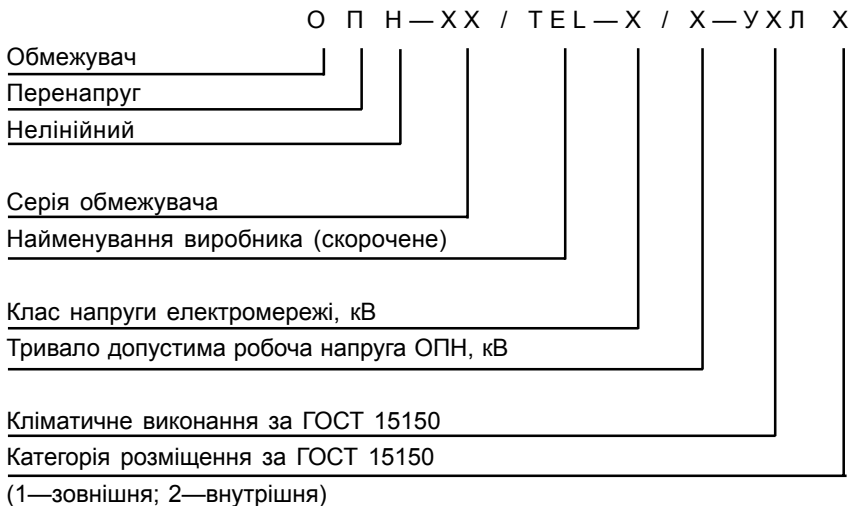 О П Н — Х Х / T E L — Х / Х — У Х Л Х
Обмежувач
Перенапруг
Нелінійний
Серія обмежувача
Найменування виробника (скорочене)
Клас напруги електромережі, кВ
Тривало допустима робоча напруга ОПН, кВ
Кліматичне виконання за ГОСТ 15150
Категорія розміщення за ГОСТ 15150
(1—зовнішня; 2—внутрішня)